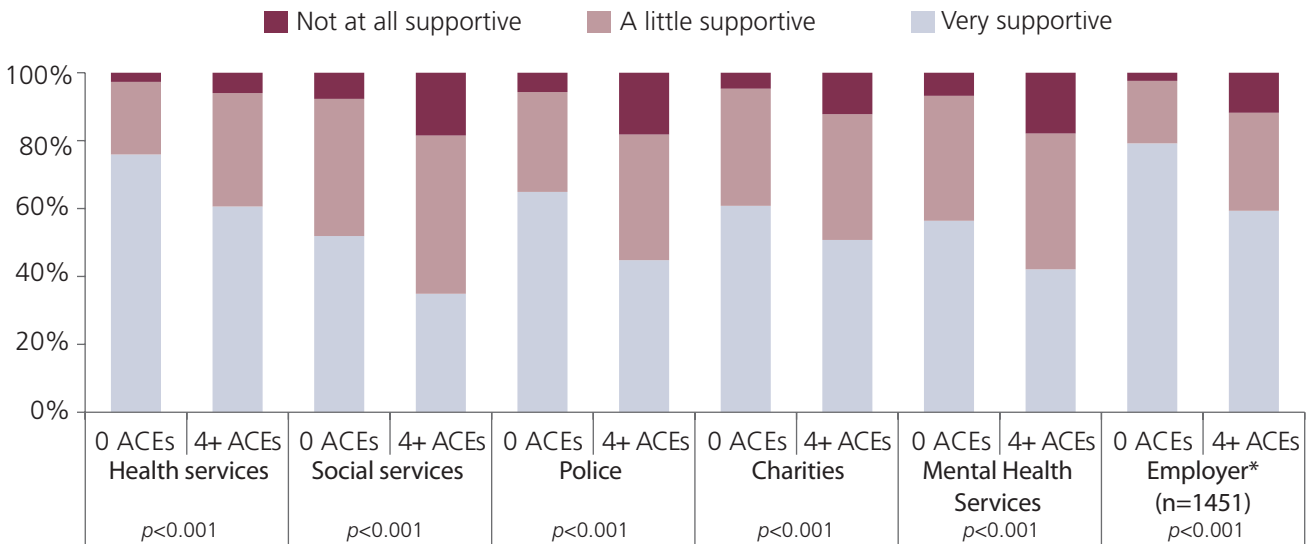 Not at all supportive A little supportive Very supportive
100%
80%
60%
40%
20%
0%
0 ACEs 4+ ACEs 0 ACEs 4+ ACEs 0 ACEs 4+ ACEs 0 ACEs 4+ ACEs 0 ACEs 4+ ACEs 0 ACEs 4+ ACEs
Health services Social services Police Charities Mental Health Employer*
Services (n=1451)
p<0.001 p<0.001 p<0.001 p<0.001 p<0.001 p<0.001